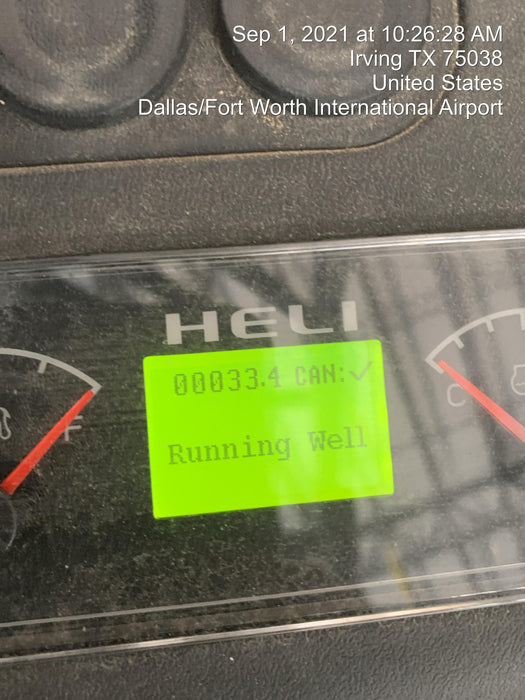 Sep 1, 2021 at 10:26:28 AM
Irving TX 75038
United States
Dallas/Fort Worth International Airport
HELI
00033.4 CAN:✓
F
C
Running Well